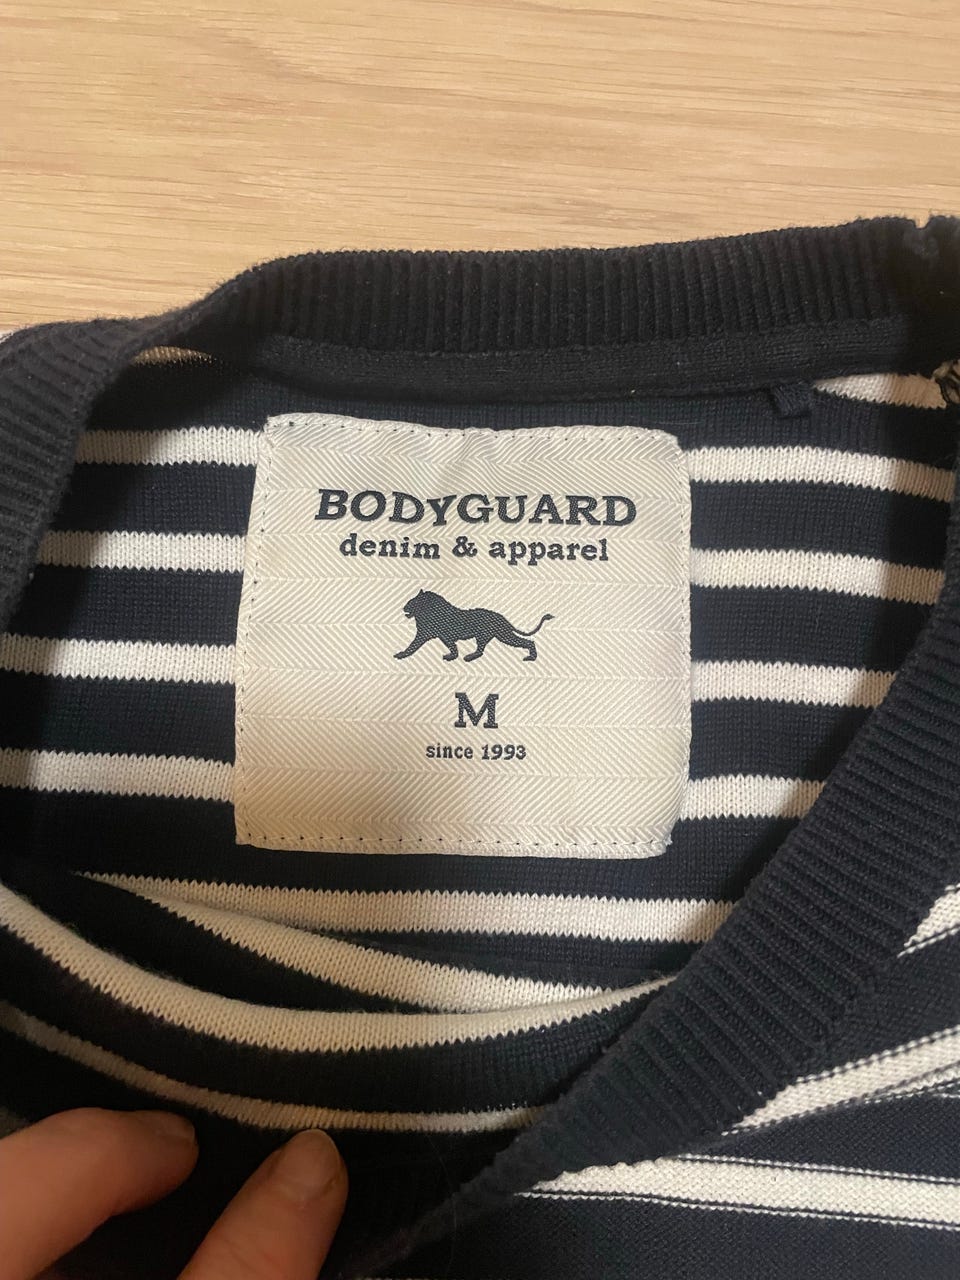 BODYGUARD
denim & apparel
M
since 1993